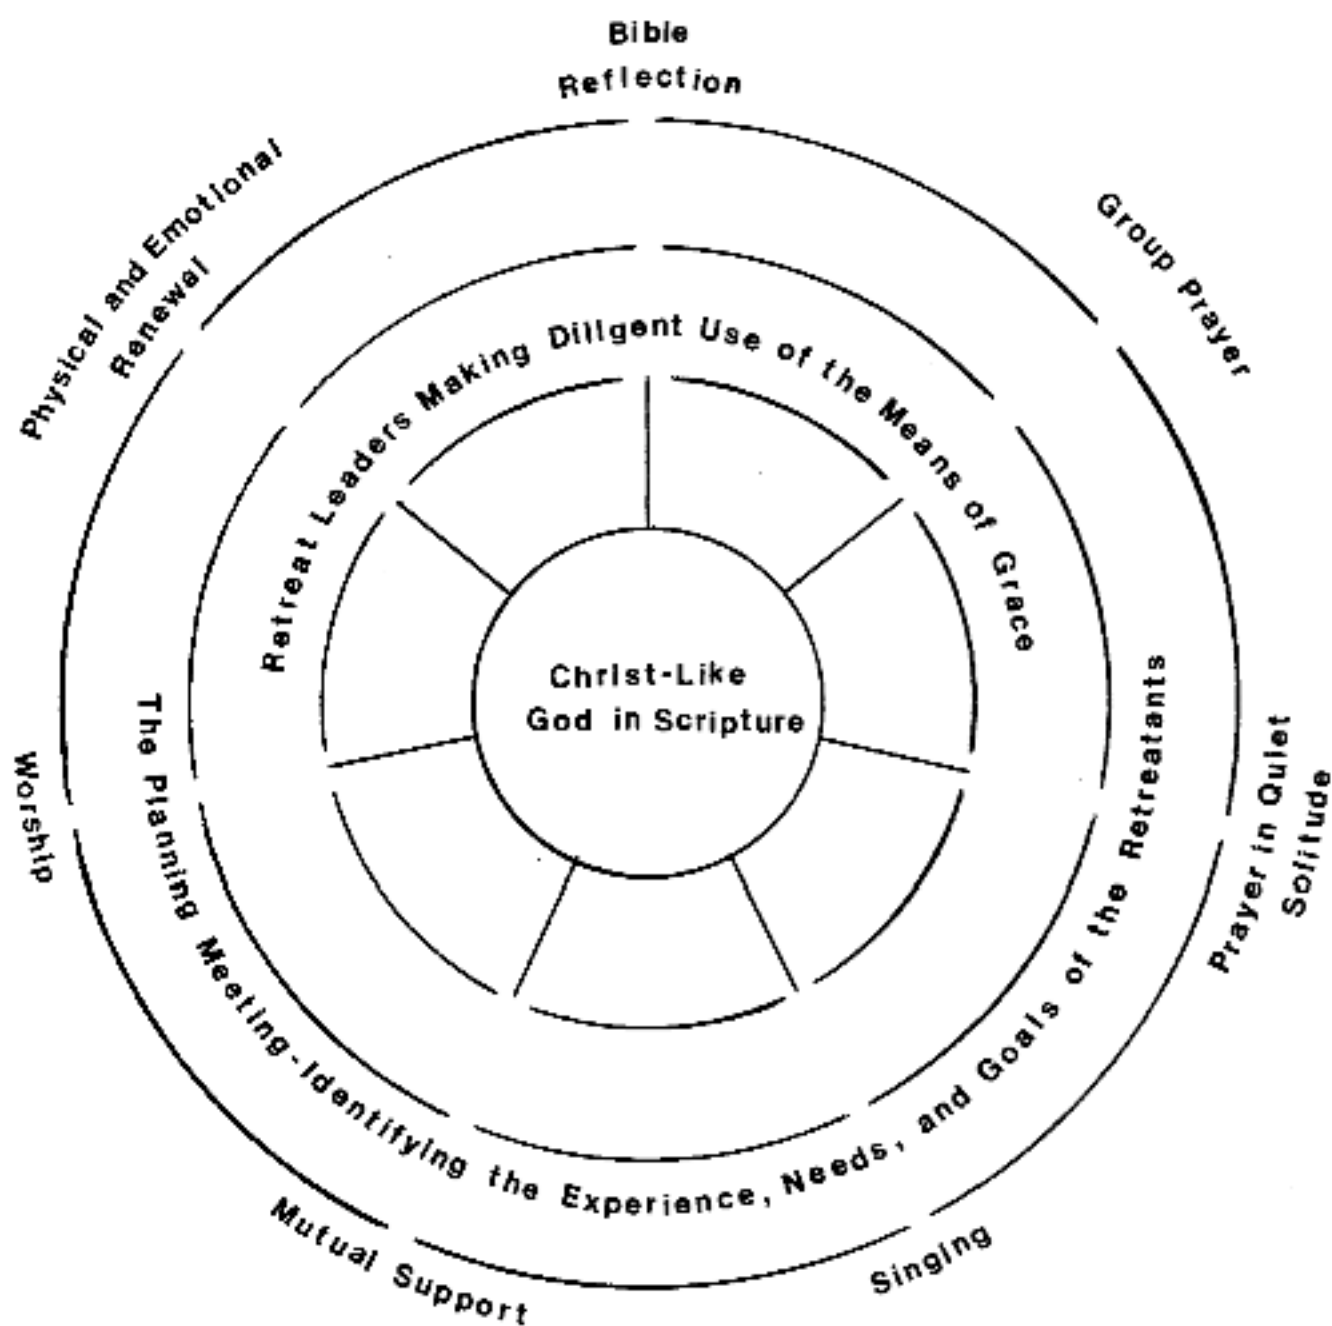 Bible
Reflection
Group Prayer
Prayer in Quiet
Solitude
Singing
Mutual Support
Worship
Physical and Emotional
Renewal
Retreat Leaders Making Diligent Use of the Means of Grace
The Planning Meeting-Identifying the Experience, Needs, and Goals of the Retreatants
Christ-Like
God in Scripture